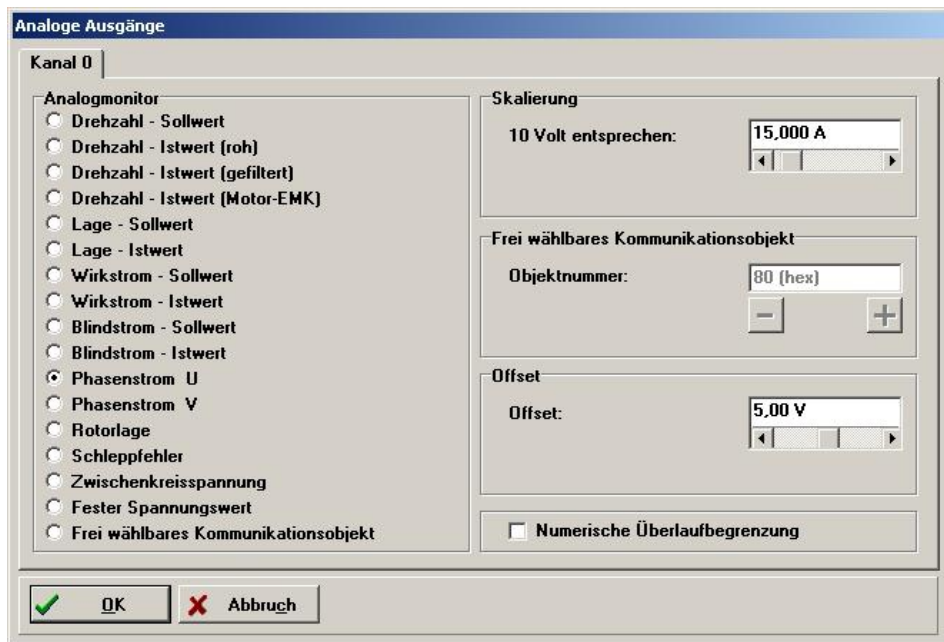 Analoge Ausgänge
Kanal 0
Analogmonitor
Drehzahl - Sollwert
Drehzahl - Istwert (roh)
Drehzahl - Istwert (gefiltert)
Drehzahl - Istwert (Motor-EMK)
Lage - Sollwert
Lage - Istwert
Wirkstrom - Sollwert
Wirkstrom - Istwert
Blindstrom - Sollwert
Blindstrom - Istwert
Phasenstrom U
Phasenstrom V
Rotorlage
Schleppfehler
Zwischenkreisspannung
Fester Spannungswert
Frei wählbares Kommunikationsobjekt
Skalierung
10 Volt entsprechen: 15,000 A
Frei wählbares Kommunikationsobjekt
Objektnummer: 80 (hex)
Offset
Offset: 5,00 V
Numerische Überlaufbegrenzung
OK Abbruch